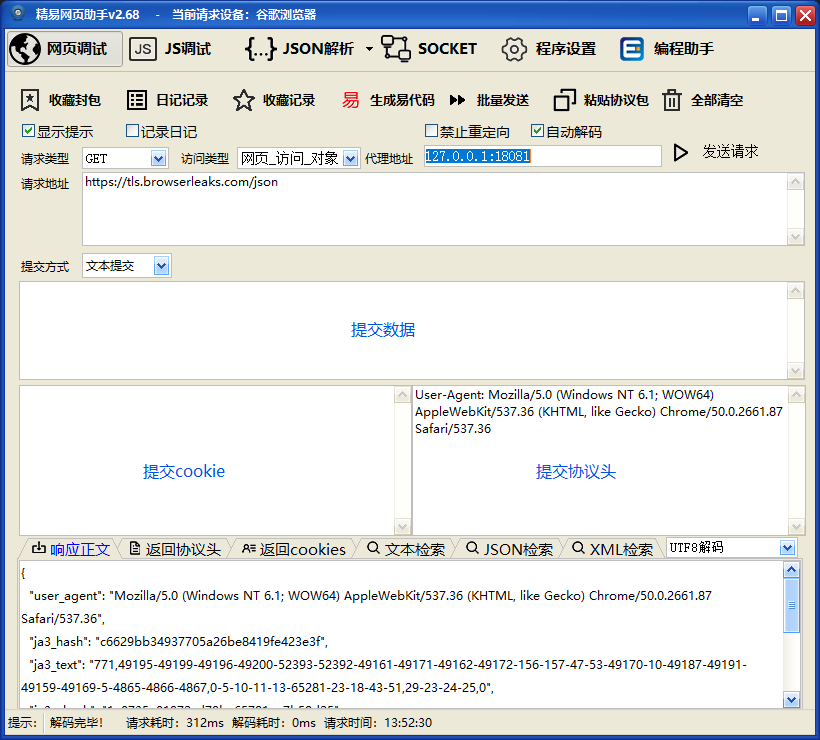 精易网页助手v2.68 - 当前请求设备：谷歌浏览器
网页调试 JS JS调试 {...} JSON解析 SOCKET 程序设置 编程助手
收藏封包 日记记录 收藏记录 易 生成易代码 批量发送 粘贴协议包 全部清空
显示提示 记录日记 禁止重定向 自动解码
请求类型 GET 访问类型 网页_访问_对象 代理地址 127.0.0.1:18081 发送请求
请求地址 https://tls.browserleaks.com/json
提交方式 文本提交
提交数据
User-Agent: Mozilla/5.0 (Windows NT 6.1; WOW64)
AppleWebKit/537.36 (KHTML, like Gecko) Chrome/50.0.2661.87
Safari/537.36
提交cookie 提交协议头
响应正文 返回协议头 返回cookies 文本检索 JSON检索 XML检索 UTF8解码
{
"user_agent": "Mozilla/5.0 (Windows NT 6.1; WOW64) AppleWebKit/537.36 (KHTML, like Gecko) Chrome/50.0.2661.87
Safari/537.36",
"ja3_hash": "c6629bb34937705a26be8419fe423e3f",
"ja3_text": "771,49195-49199-49196-49200-52393-52392-49161-49171-49162-49172-156-157-47-53-49170-10-49187-49191-
49159-49169-5-4865-4866-4867,0-5-10-11-13-65281-23-18-43-51,29-23-24-25,0",
提示： 解码完毕！ 请求耗时：312ms 解码耗时：0ms 请求时间：13:52:30